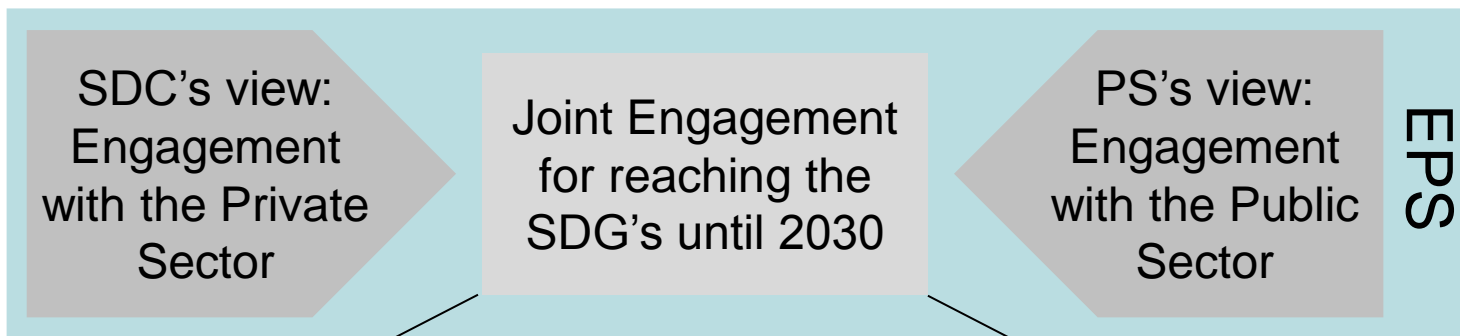 SDC’s view:
Engagement
with the Private
Sector
Joint Engagement
for reaching the
SDG’s until 2030
PS’s view:
Engagement
with the Public
Sector
EPS